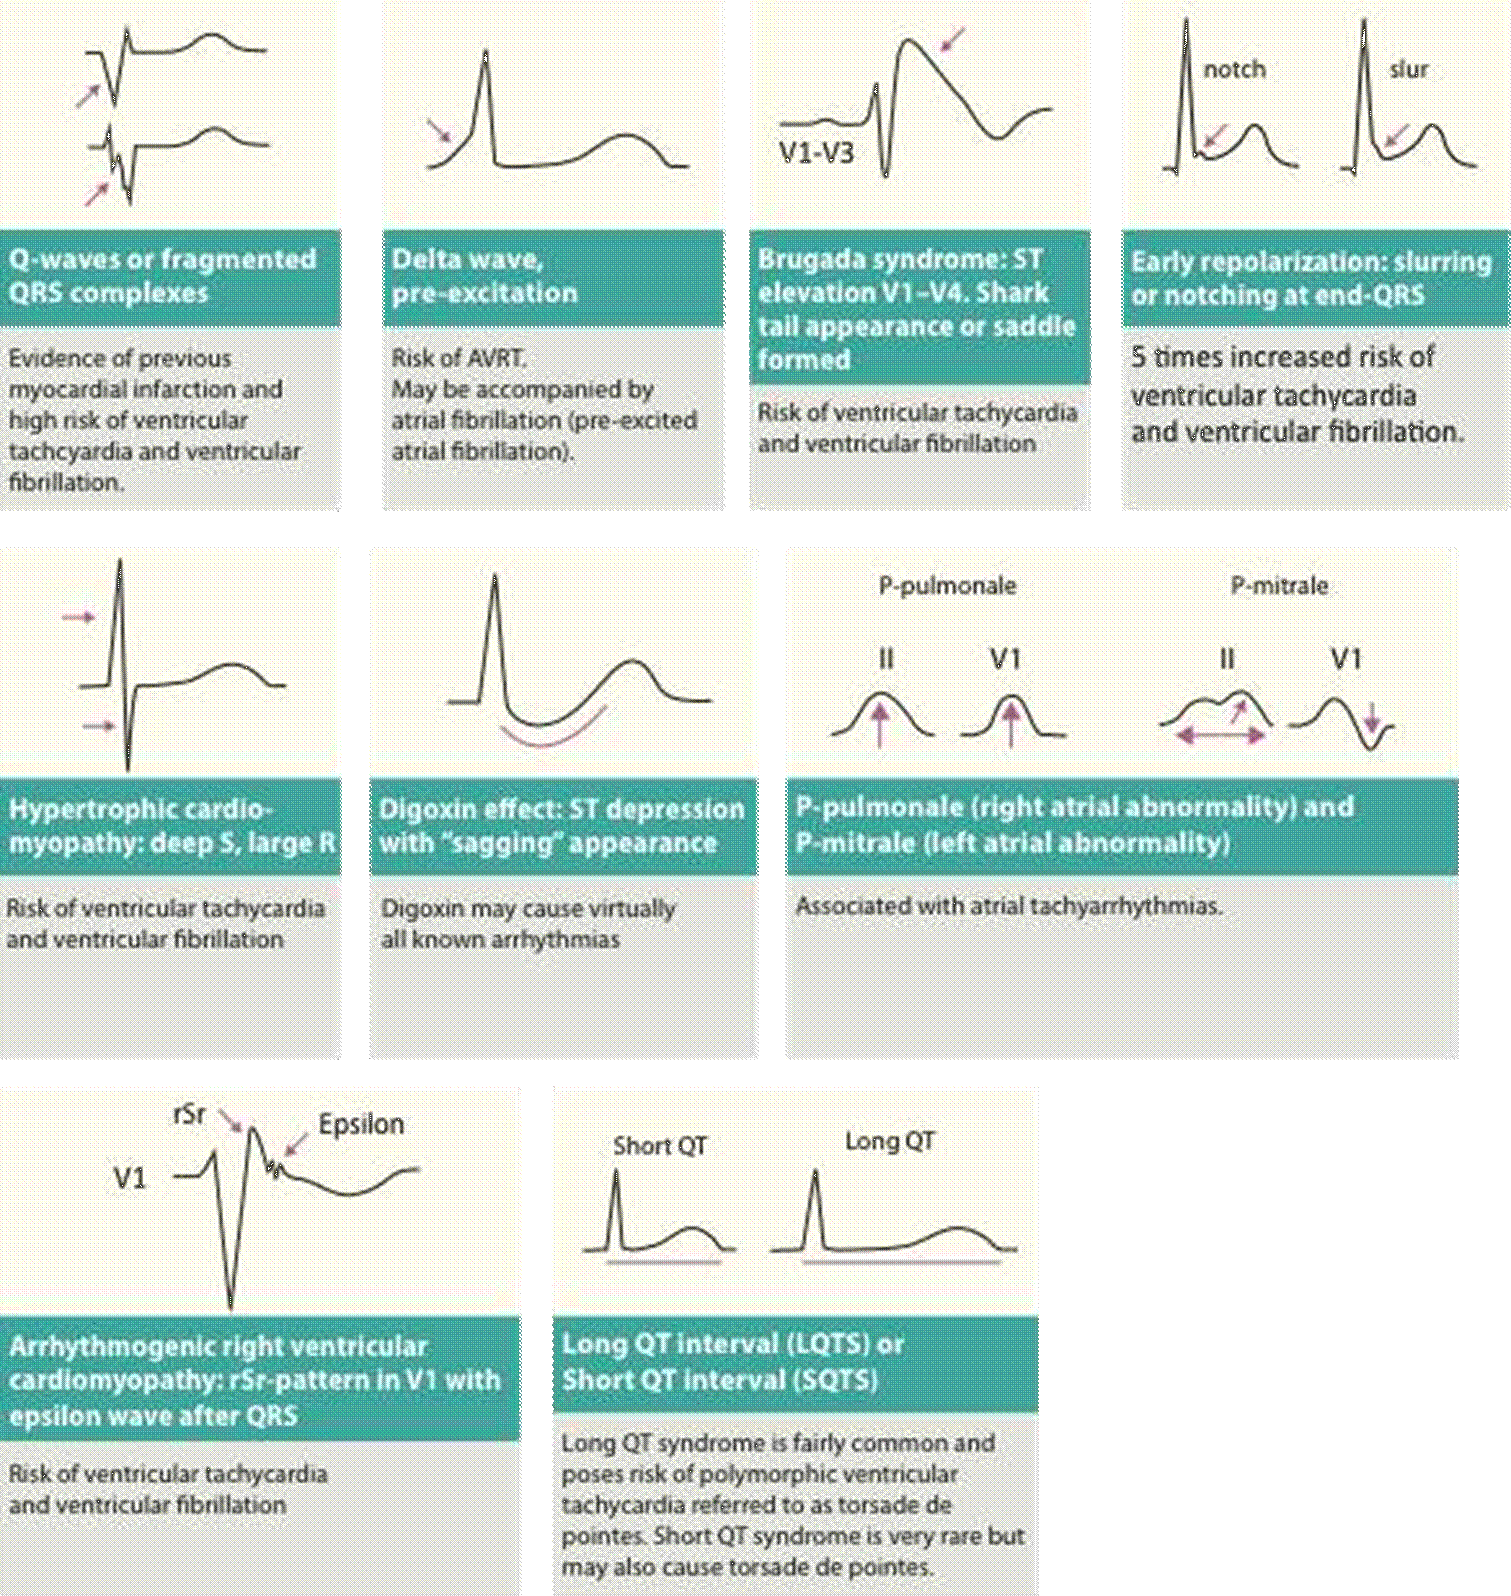 notch
slur
V1-V3
Q-waves or fragmented
QRS complexes
Evidence of previous
myocardial infarction and
high risk of ventricular
tachcyardia and ventricular
fibrillation.
Delta wave,
pre-excitation
Risk of AVRT.
May be accompanied by
atrial fibrillation (pre-excited
atrial fibrillation).
Brugada syndrome: ST
elevation V1–V4. Shark
tail appearance or saddle
formed
Risk of ventricular tachycardia
and ventricular fibrillation
Early repolarization: slurring
or notching at end-QRS
5 times increased risk of
ventricular tachycardia
and ventricular fibrillation.
Hypertrophic cardio-
myopathy: deep S, large R
Risk of ventricular tachycardia
and ventricular fibrillation
Digoxin effect: ST depression
with “sagging” appearance
Digoxin may cause virtually
all known arrhythmias
P-pulmonale
P-mitrale
II
V1
II
V1
P-pulmonale (right atrial abnormality) and
P-mitrale (left atrial abnormality)
Associated with atrial tachyarrhythmias.
rSr
Epsilon
V1
Arrhythmogenic right ventricular
cardiomyopathy: rSr-pattern in V1 with
epsilon wave after QRS
Risk of ventricular tachycardia
and ventricular fibrillation
Short QT
Long QT
Long QT interval (LQTS) or
Short QT interval (SQTS)
Long QT syndrome is fairly common and
poses risk of polymorphic ventricular
tachycardia referred to as torsade de
pointes. Short QT syndrome is very rare but
may also cause torsade de pointes.